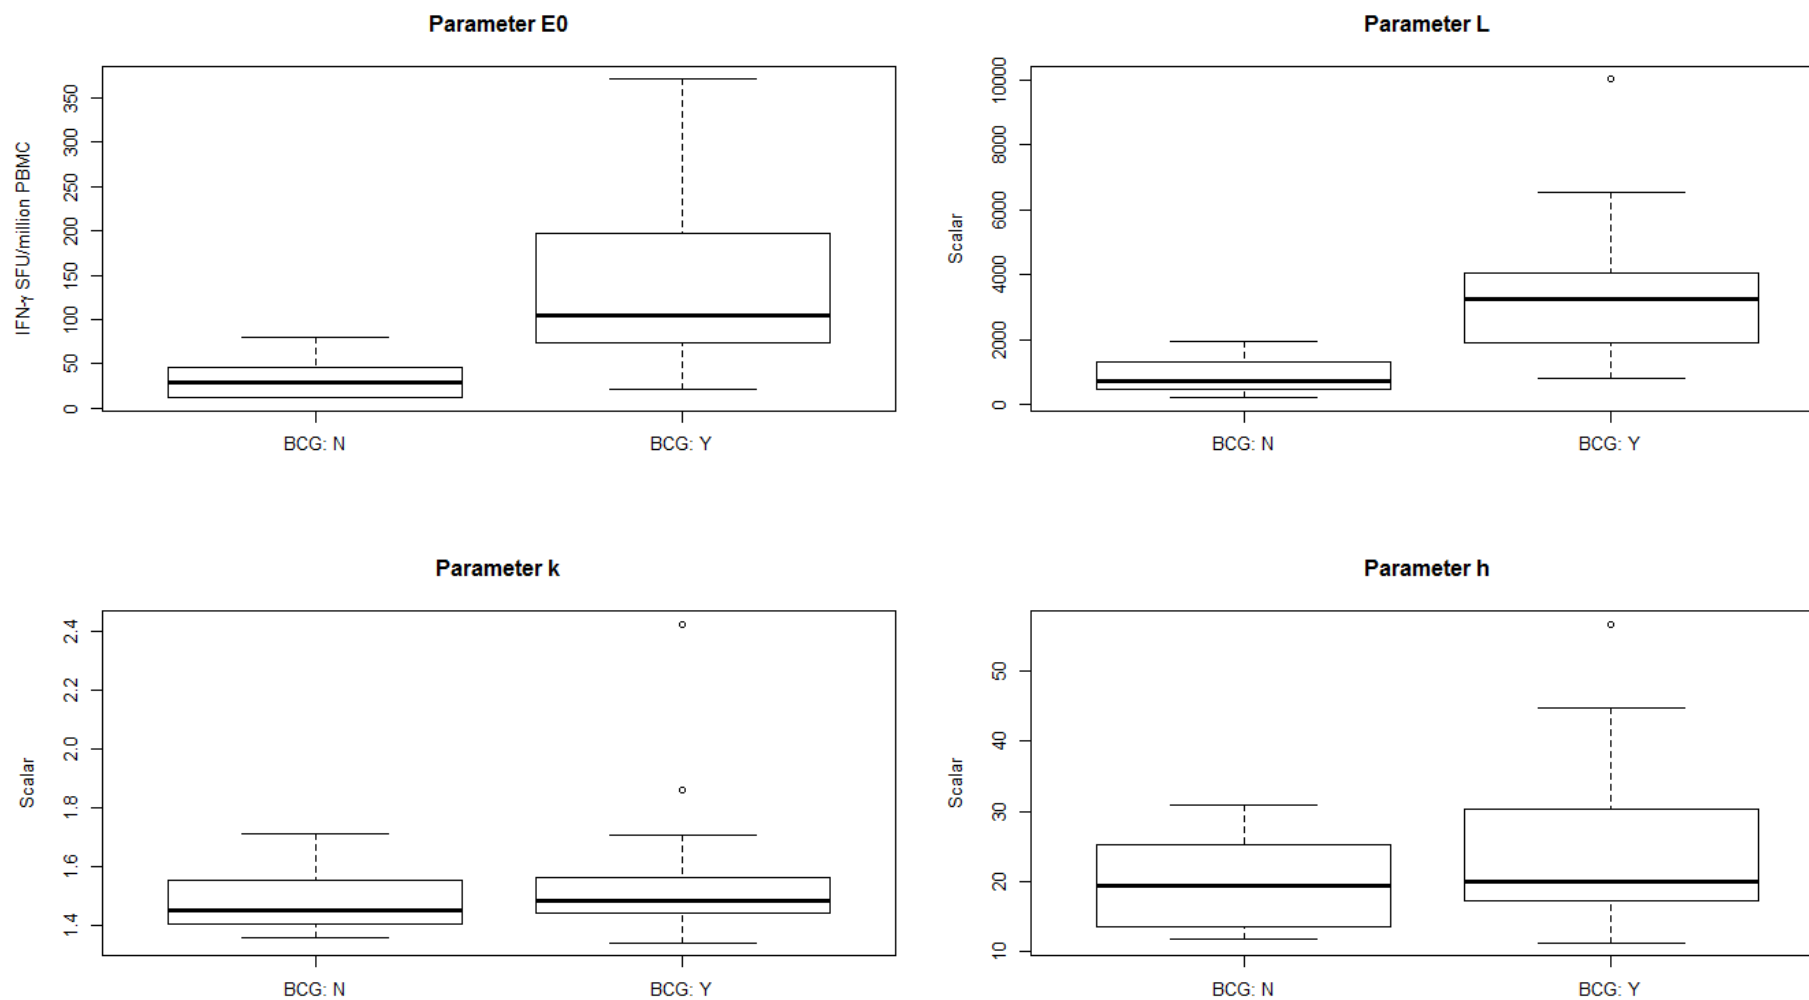 Parameter E0
IFN-γ SFU/million PBMC
350
300
250
200
150
100
50
0
BCG: N
BCG: Y
Parameter L
Scalar
10000
8000
6000
4000
2000
0
BCG: N
BCG: Y
Parameter k
Scalar
2.4
2.2
2.0
1.8
1.6
1.4
BCG: N
BCG: Y
Parameter h
Scalar
50
40
30
20
10
BCG: N
BCG: Y